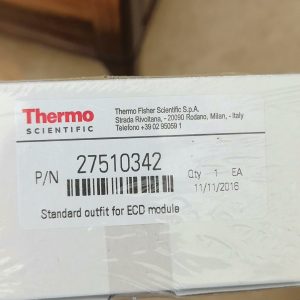 Thermo
SCIENTIFIC
Thermo Fisher Scientific S.p.A.
Strada Rivoltana, - 20090 Rodano, Milan, - Italy
Telefono +39 02 95059 1
P/N 27510342
Qty 1 EA
11/11/2016
Standard outfit for ECD module